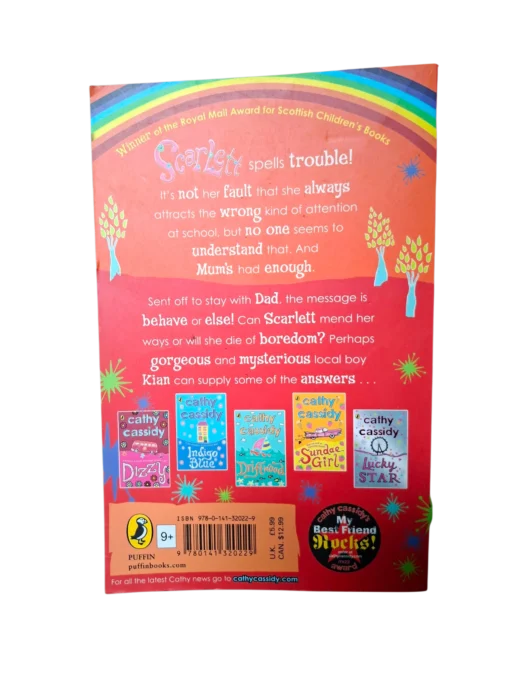 Winner of the Royal Mail Award for Scottish Children's Books
Scarlett spells trouble!
It's not her fault that she always
attracts the wrong kind of attention
at school, but no one seems to
understand that. And
Mum's had enough.
Sent off to stay with Dad, the message is
behave or else! Can Scarlett mend her
ways or will she die of boredom? Perhaps
gorgeous and mysterious local boy
Kian can supply some of the answers . . .
cathy
cassidy
Dizzy
cathy
cassidy
Indigo
Blue
cathy
cassidy
Driftwood
cathy
cassidy
Sundae
Girl
cathy
cassidy
Lucky
STAR
PUFFIN
puffinbooks.com
9+
ISBN 978-0-141-32022-9
9 780141 320229
U.K. £5.99
CAN. $12.99
cathy cassidy's
My
Best Friend
Rocks!
award
For all the latest Cathy news go to cathycassidy.com